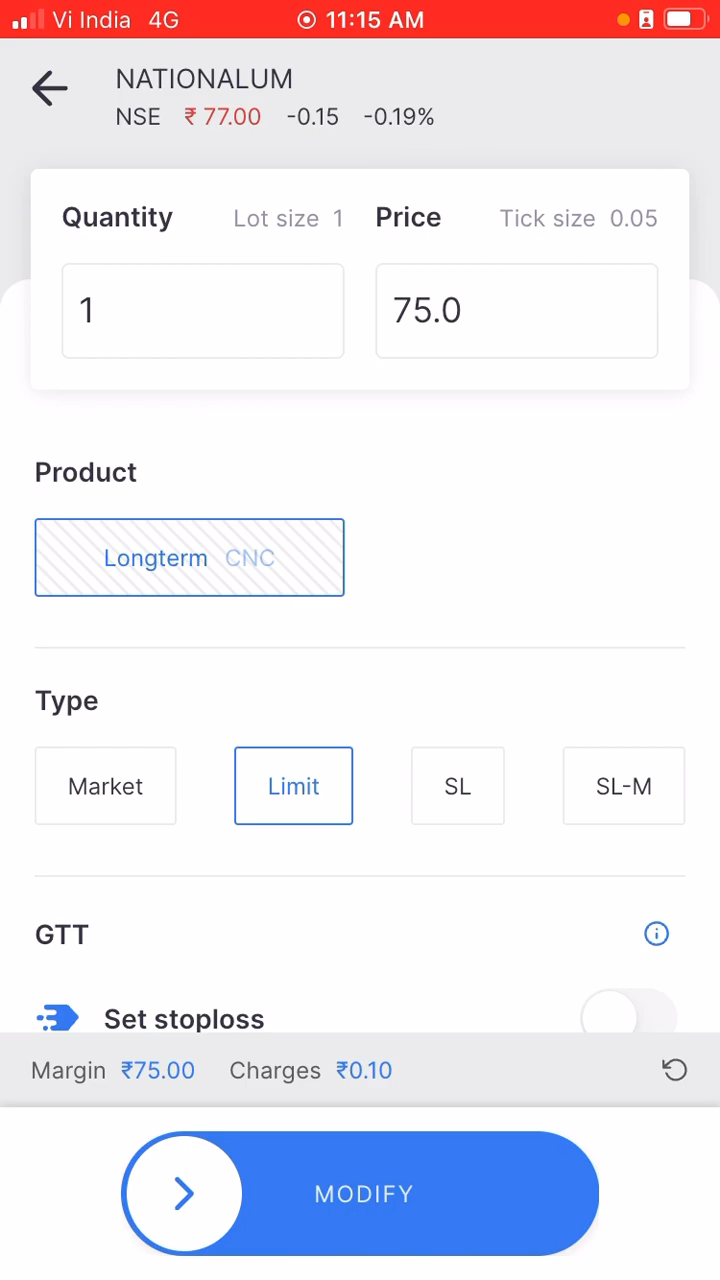 Vi India 4G 11:15 AM
NATIONALUM
NSE ₹ 77.00 -0.15 -0.19%
Quantity Lot size 1 Price Tick size 0.05
1 75.0
Product
Longterm CNC
Type
Market Limit SL SL-M
GTT
Set stoploss
Margin ₹75.00 Charges ₹0.10
MODIFY